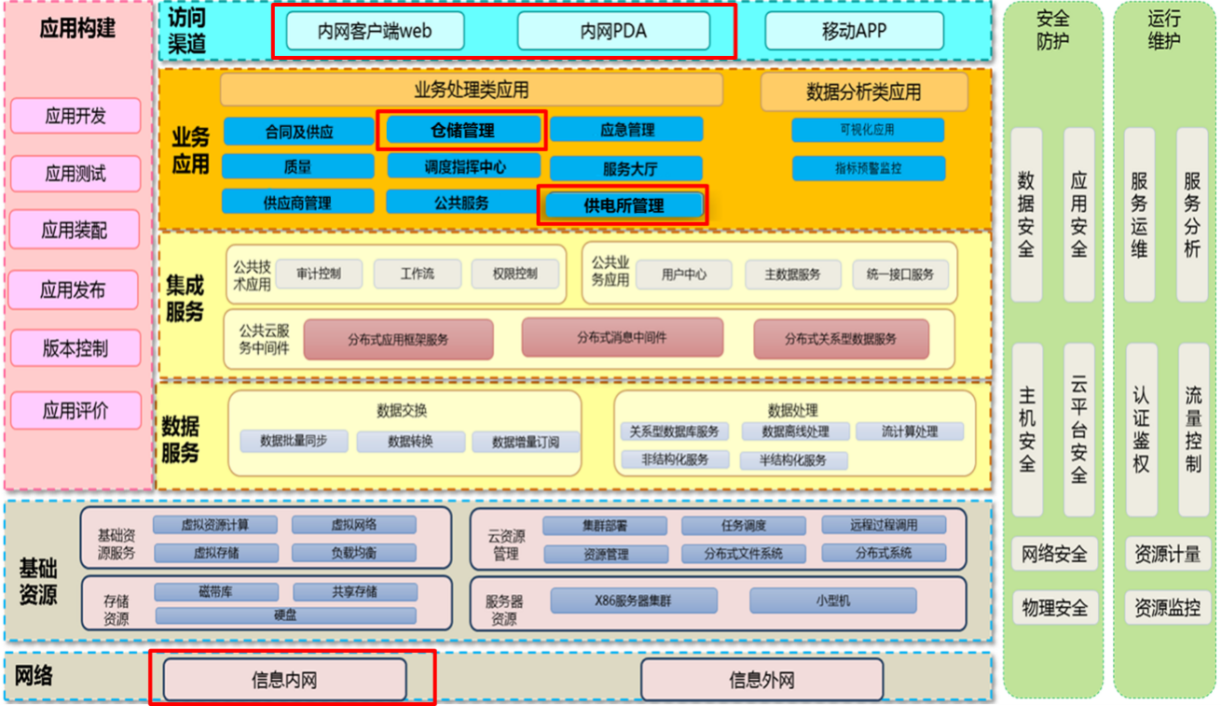 应用构建
应用开发
应用测试
应用装配
应用发布
版本控制
应用评价
访问
渠道
内网客户端web
内网PDA
移动APP
业务
应用
业务处理类应用
数据分析类应用
合同及供应
仓储管理
应急管理
可视化应用
质量
调度指挥中心
服务大厅
指标预警监控
供应商管理
公共服务
供电所管理
集成
服务
公共技
术应用
审计控制
工作流
权限控制
公共业
务应用
用户中心
主数据服务
统一接口服务
公共云服
务中间件
分布式应用框架服务
分布式消息中间件
分布式关系型数据服务
数据
服务
数据交换
数据批量同步
数据转换
数据增量订阅
数据处理
关系型数据库服务
数据离线处理
流计算处理
非结构化服务
半结构化服务
基础
资源
基础资
源服务
虚拟资源计算
虚拟网络
虚拟存储
负载均衡
云资源
管理
集群部署
任务调度
远程过程调用
资源管理
分布式文件系统
分布式系统
存储
资源
磁带库
共享存储
硬盘
服务器
资源
X86服务器集群
小型机
网络
信息内网
信息外网
安全
防护
数据安全
应用安全
主机安全
云平台安全
网络安全
物理安全
运行
维护
服务运维
服务分析
认证鉴权
流量控制
资源计量
资源监控